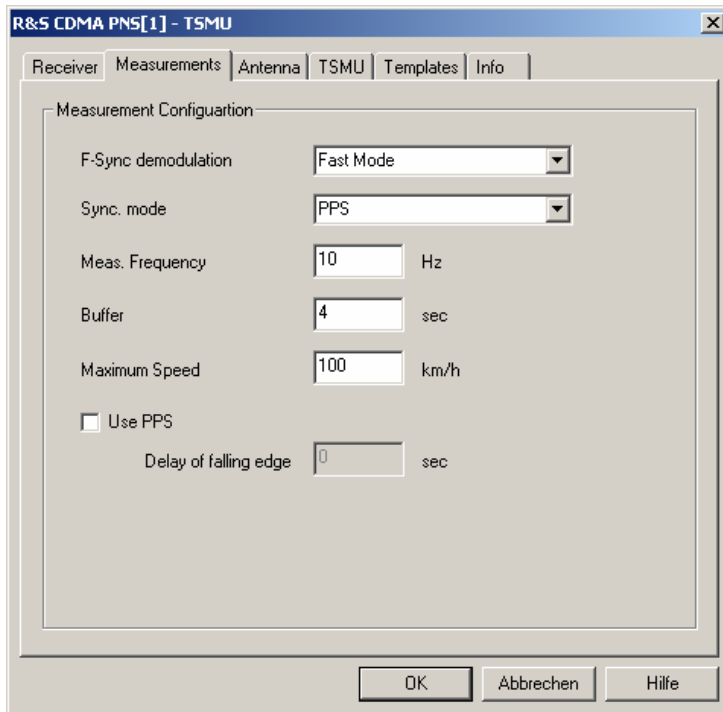 R&S CDMA PNS[1] - TSMU
Receiver Measurements Antenna TSMU Templates Info
Measurement Configuartion
F-Sync demodulation Fast Mode
Sync. mode PPS
Meas. Frequency 10 Hz
Buffer 4 sec
Maximum Speed 100 km/h
Use PPS
Delay of falling edge 0 sec
OK Abbrechen Hilfe